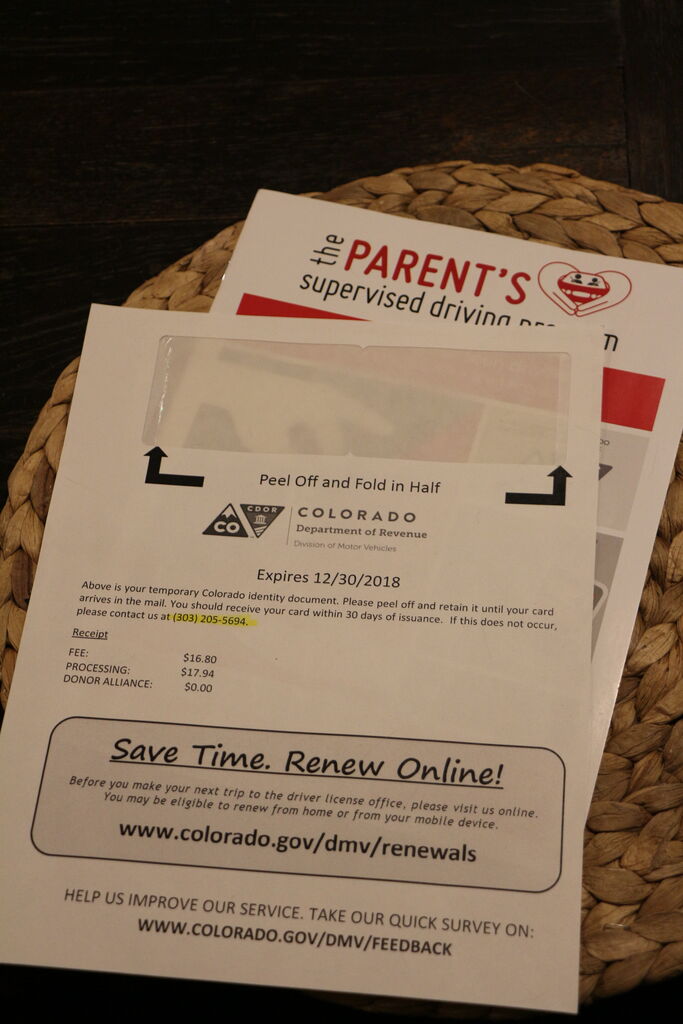 the PARENT'S
supervised driving
Peel Off and Fold in Half
CO CDOR
COLORADO
Department of Revenue
Division of Motor Vehicles
Expires 12/30/2018
Above is your temporary Colorado identity document. Please peel off and retain it until your card
arrives in the mail. You should receive your card within 30 days of issuance. If this does not occur,
please contact us at (303) 205-5694.
Receipt
FEE: $16.80
PROCESSING: $17.94
DONOR ALLIANCE: $0.00
Save Time. Renew Online!
Before you make your next trip to the driver license office, please visit us online.
You may be eligible to renew from home or from your mobile device.
www.colorado.gov/dmv/renewals
HELP US IMPROVE OUR SERVICE. TAKE OUR QUICK SURVEY ON:
WWW.COLORADO.GOV/DMV/FEEDBACK